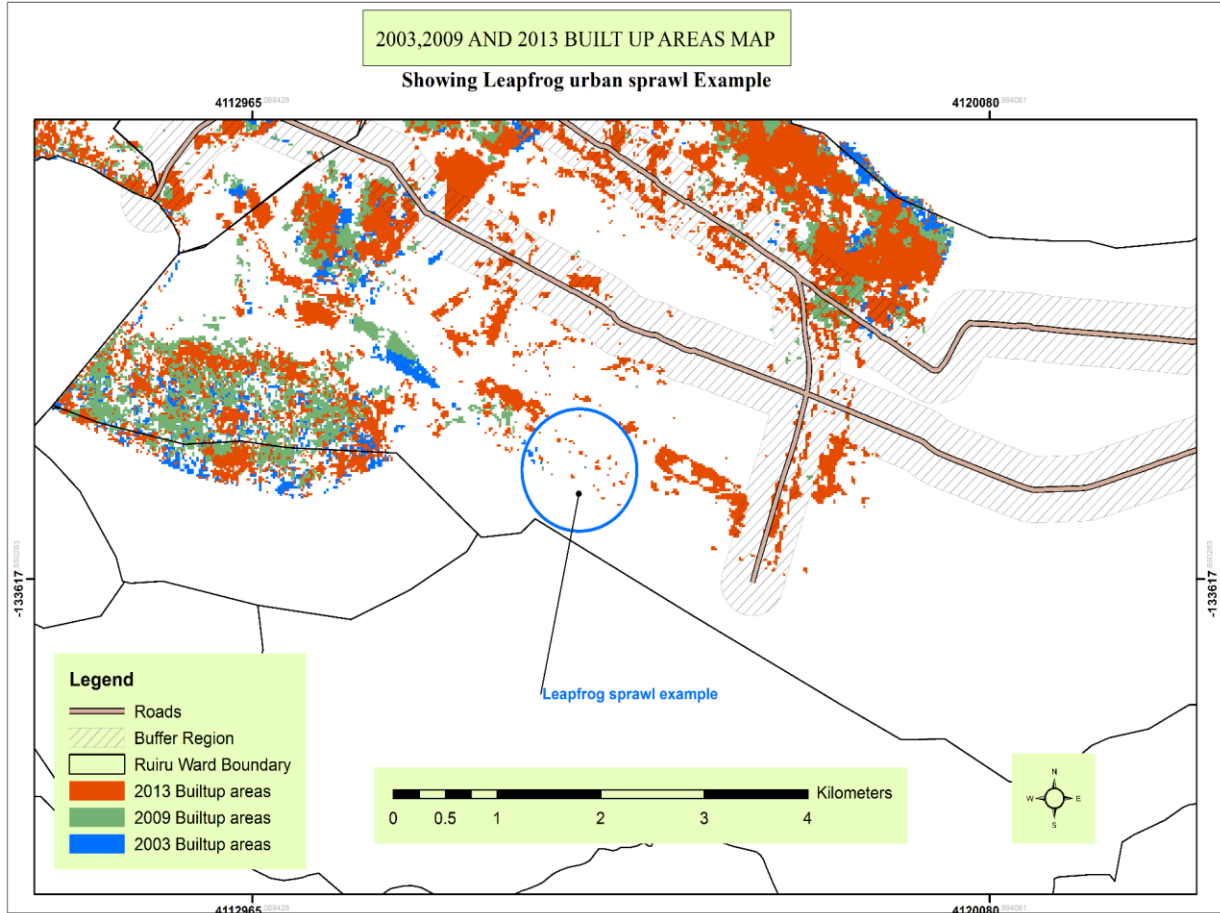 2003,2009 AND 2013 BUILT UP AREAS MAP
Showing Leapfrog urban sprawl Example
4112965 4120080
-133617 -133617
Leapfrog sprawl example
Legend
Roads
Buffer Region
Ruiru Ward Boundary
2013 Builtup areas
2009 Builtup areas
2003 Builtup areas
Kilometers
0 0.5 1 2 3 4
N
W E
S
4112965 4120080